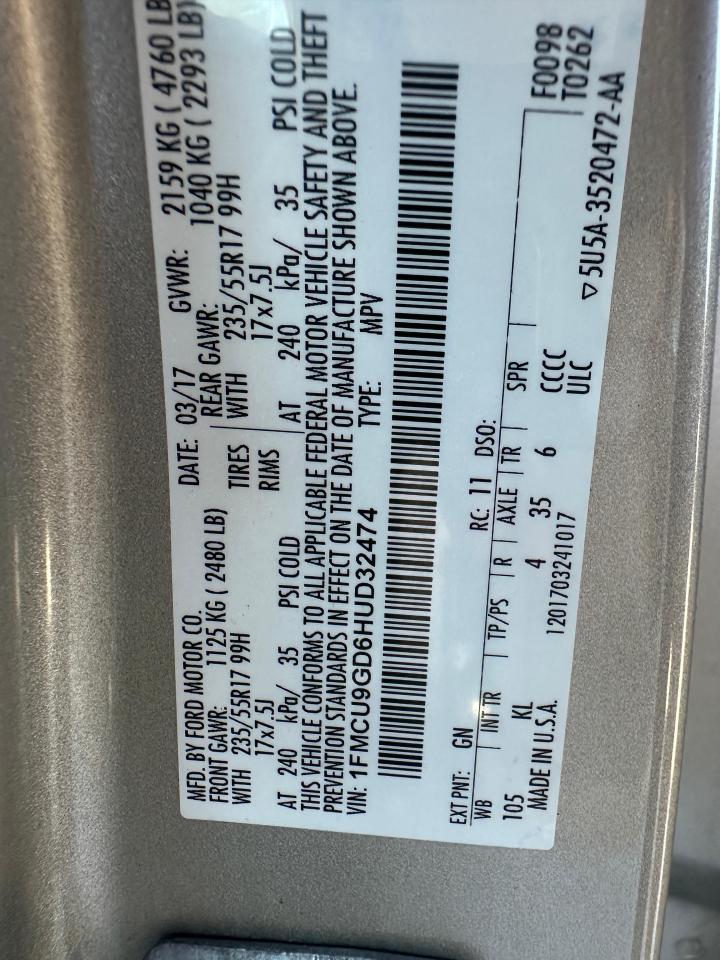 MFD. BY FORD MOTOR CO.
DATE: 03/17 GVWR: 2159 KG ( 4760 LB
FRONT GAWR: 1125 KG ( 2480 LB)
REAR GAWR: 1040 KG ( 2293 LB)
WITH 235/55R17 99H TIRES WITH 235/55R17 99H
17x7.5J RIMS 17x7.5J
AT 240 kPa/ 35 PSI COLD AT 240 kPa/ 35 PSI COLD
THIS VEHICLE CONFORMS TO ALL APPLICABLE FEDERAL MOTOR VEHICLE SAFETY AND THEFT
PREVENTION STANDARDS IN EFFECT ON THE DATE OF MANUFACTURE SHOWN ABOVE.
VIN: 1FMCU9GD6HUD32474 TYPE: MPV
EXT PNT: GN RC: 11 DSO: F0098
WB INT TR TP/PS R AXLE TR SPR T0262
105 KL 4 35 6 CCCC
MADE IN U.S.A. 1201703241017 ULC
▽5U5A-3520472-AA